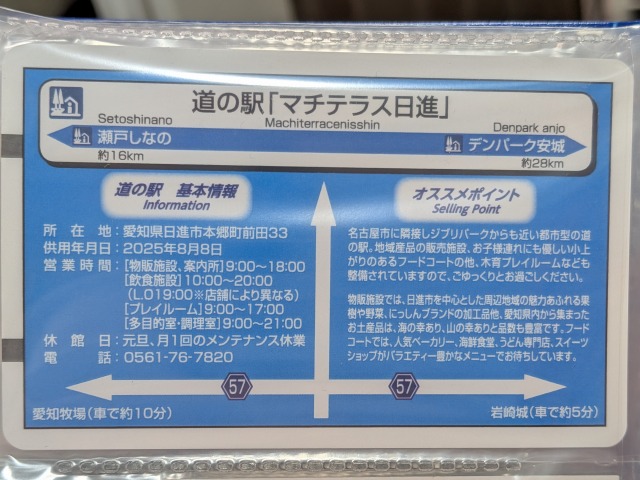 道の駅「マチテラス日進」
Machiterracenisshin
Setoshinano
瀬戸しなの
約16km
Denpark anjo
デンパーク安城
約28km
道の駅 基本情報
Information
所在地:愛知県日進市本郷町前田33
供用年月日:2025年8月8日
営業時間:[物販施設、案内所]9:00~18:00
[飲食施設]10:00~20:00
(L.O19:00※店舗により異なる)
[プレイルーム]9:00~17:00
[多目的室・調理室]9:00~21:00
休館日:元旦、月1回のメンテナンス休業
電話:0561-76-7820
オススメポイント
Selling Point
名古屋市に隣接しジブリパークからも近い都市型の道
の駅。地域産品の販売施設、お子様連れにも優しい小上
がりのあるフードコートの他、木育プレイルームなども
整備されていますので、ごゆっくりとお過ごしください。
物販施設では、日進市を中心とした周辺地域の魅力あふれる果
樹や野菜、にっしんブランドの加工品他、愛知県内から集まった
お土産品は、海の幸あり、山の幸ありと品数も豊富です。フード
コートでは、人気ベーカリー、海鮮食堂、うどん専門店、スイーツ
ショップがバラエティー豊かなメニューでお待ちしています。
57
57
愛知牧場(車で約10分)
岩崎城(車で約5分)